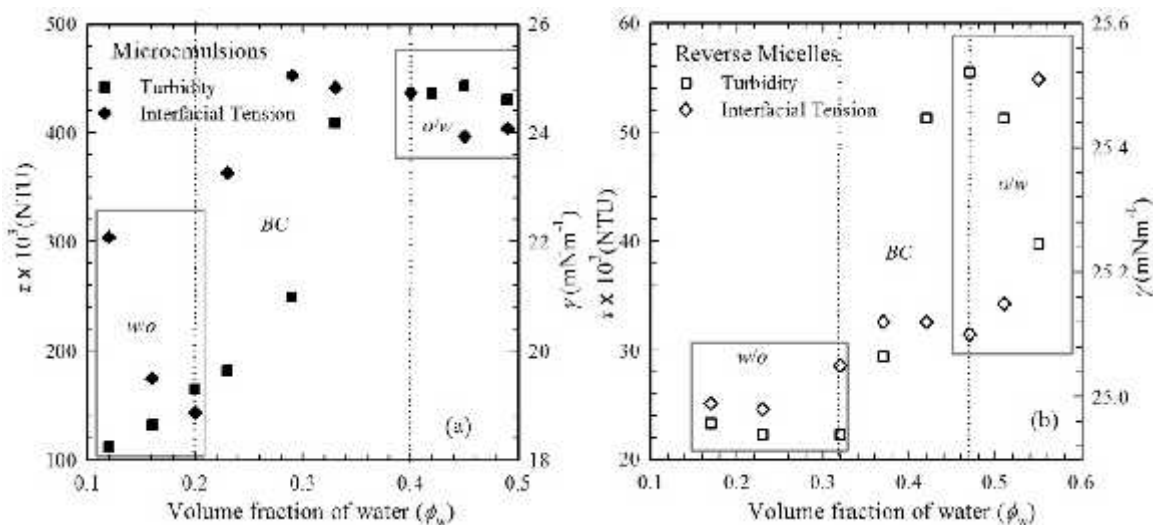 500
400
300
200
100
τ x 10³(NTU)
Microemulsions
Turbidity
Interfacial Tension
o/w
BC
w/o
(a)
26
24
22
20
18
γ (mNm⁻¹)
0.1 0.2 0.3 0.4 0.5
Volume fraction of water (ϕw)
60
50
40
30
20
τ x 10³(NTU)
Reverse Micelles
Turbidity
Interfacial Tension
o/w
BC
w/o
(b)
25.6
25.4
25.2
25.0
γ (mNm⁻¹)
0.1 0.2 0.3 0.4 0.5 0.6
Volume fraction of water (ϕw)